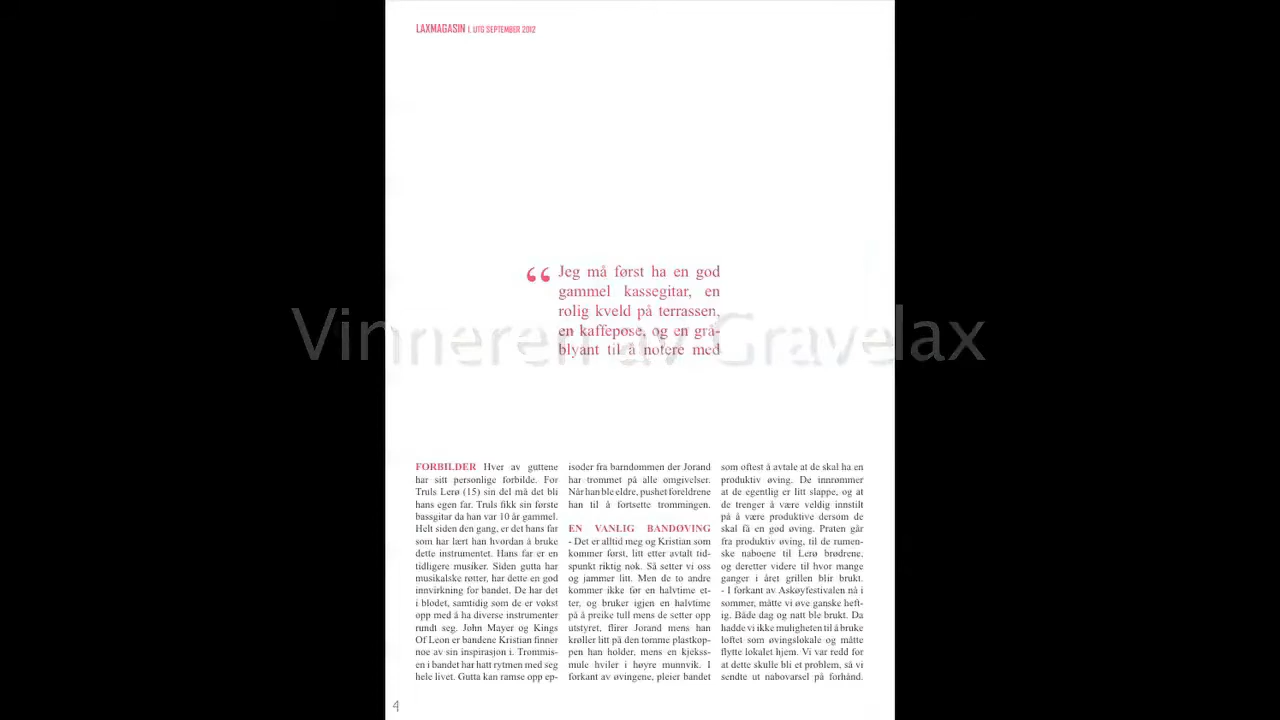 LAXMAGASIN 1. UTG SEPTEMBER 2012
“ Jeg må først ha en god
gammel kassegitar, en
rolig kveld på terrassen,
en kaffepose, og en grå-
blyant til å notere med
Vinneren av Gravelax
FORBILDER Hver av guttene
har sitt personlige forbilde. For
Truls Lerø (15) sin del må det bli
hans egen far. Truls fikk sin første
bassgitar da han var 10 år gammel.
Helt siden den gang, er det hans far
som har lært han hvordan å bruke
dette instrumentet. Hans far er en
tidligere musiker. Siden gutta har
musikalske røtter, har dette en god
innvirkning for bandet. De har det
i blodet, samtidig som de er vokst
opp med å ha diverse instrumenter
rundt seg. John Mayer og Kings
Of Leon er bandene Kristian finner
noe av sin inspirasjon i. Trommis-
en i bandet har hatt rytmen med seg
hele livet. Gutta kan ramse opp ep-
isoder fra barndommen der Jorand
har trommet på alle omgivelser.
Når han ble eldre, pushet foreldrene
han til å fortsette trommingen.
EN VANLIG BANDØVING
- Det er alltid meg og Kristian som
kommer først, litt etter avtalt tid-
spunkt riktig nok. Så setter vi oss
og jammer litt. Men de to andre
kommer ikke før en halvtime et-
ter, og bruker igjen en halvtime
på å preike tull mens de setter opp
utstyret, flirer Jorand mens han
krøller litt på den tomme plastkop-
pen han holder, mens en kjekss-
mule hviler i høyre munnvik. I
forkant av øvingene, pleier bandet
som oftest å avtale at de skal ha en
produktiv øving. De innrømmer
at de egentlig er litt slappe, og at
de trenger å være veldig innstilt
på å være produktive dersom de
skal få en god øving. Praten går
fra produktiv øving, til de rumen-
ske naboene til Lerø brødrene,
og deretter videre til hvor mange
ganger i året grillen blir brukt.
- I forkant av Askøyfestivalen nå i
sommer, måtte vi øve ganske heft-
ig. Både dag og natt ble brukt. Da
hadde vi ikke muligheten til å bruke
loftet som øvingslokale og måtte
flytte lokalet hjem. Vi var redd for
at dette skulle bli et problem, så vi
sendte ut nabovarsel på forhånd.
4